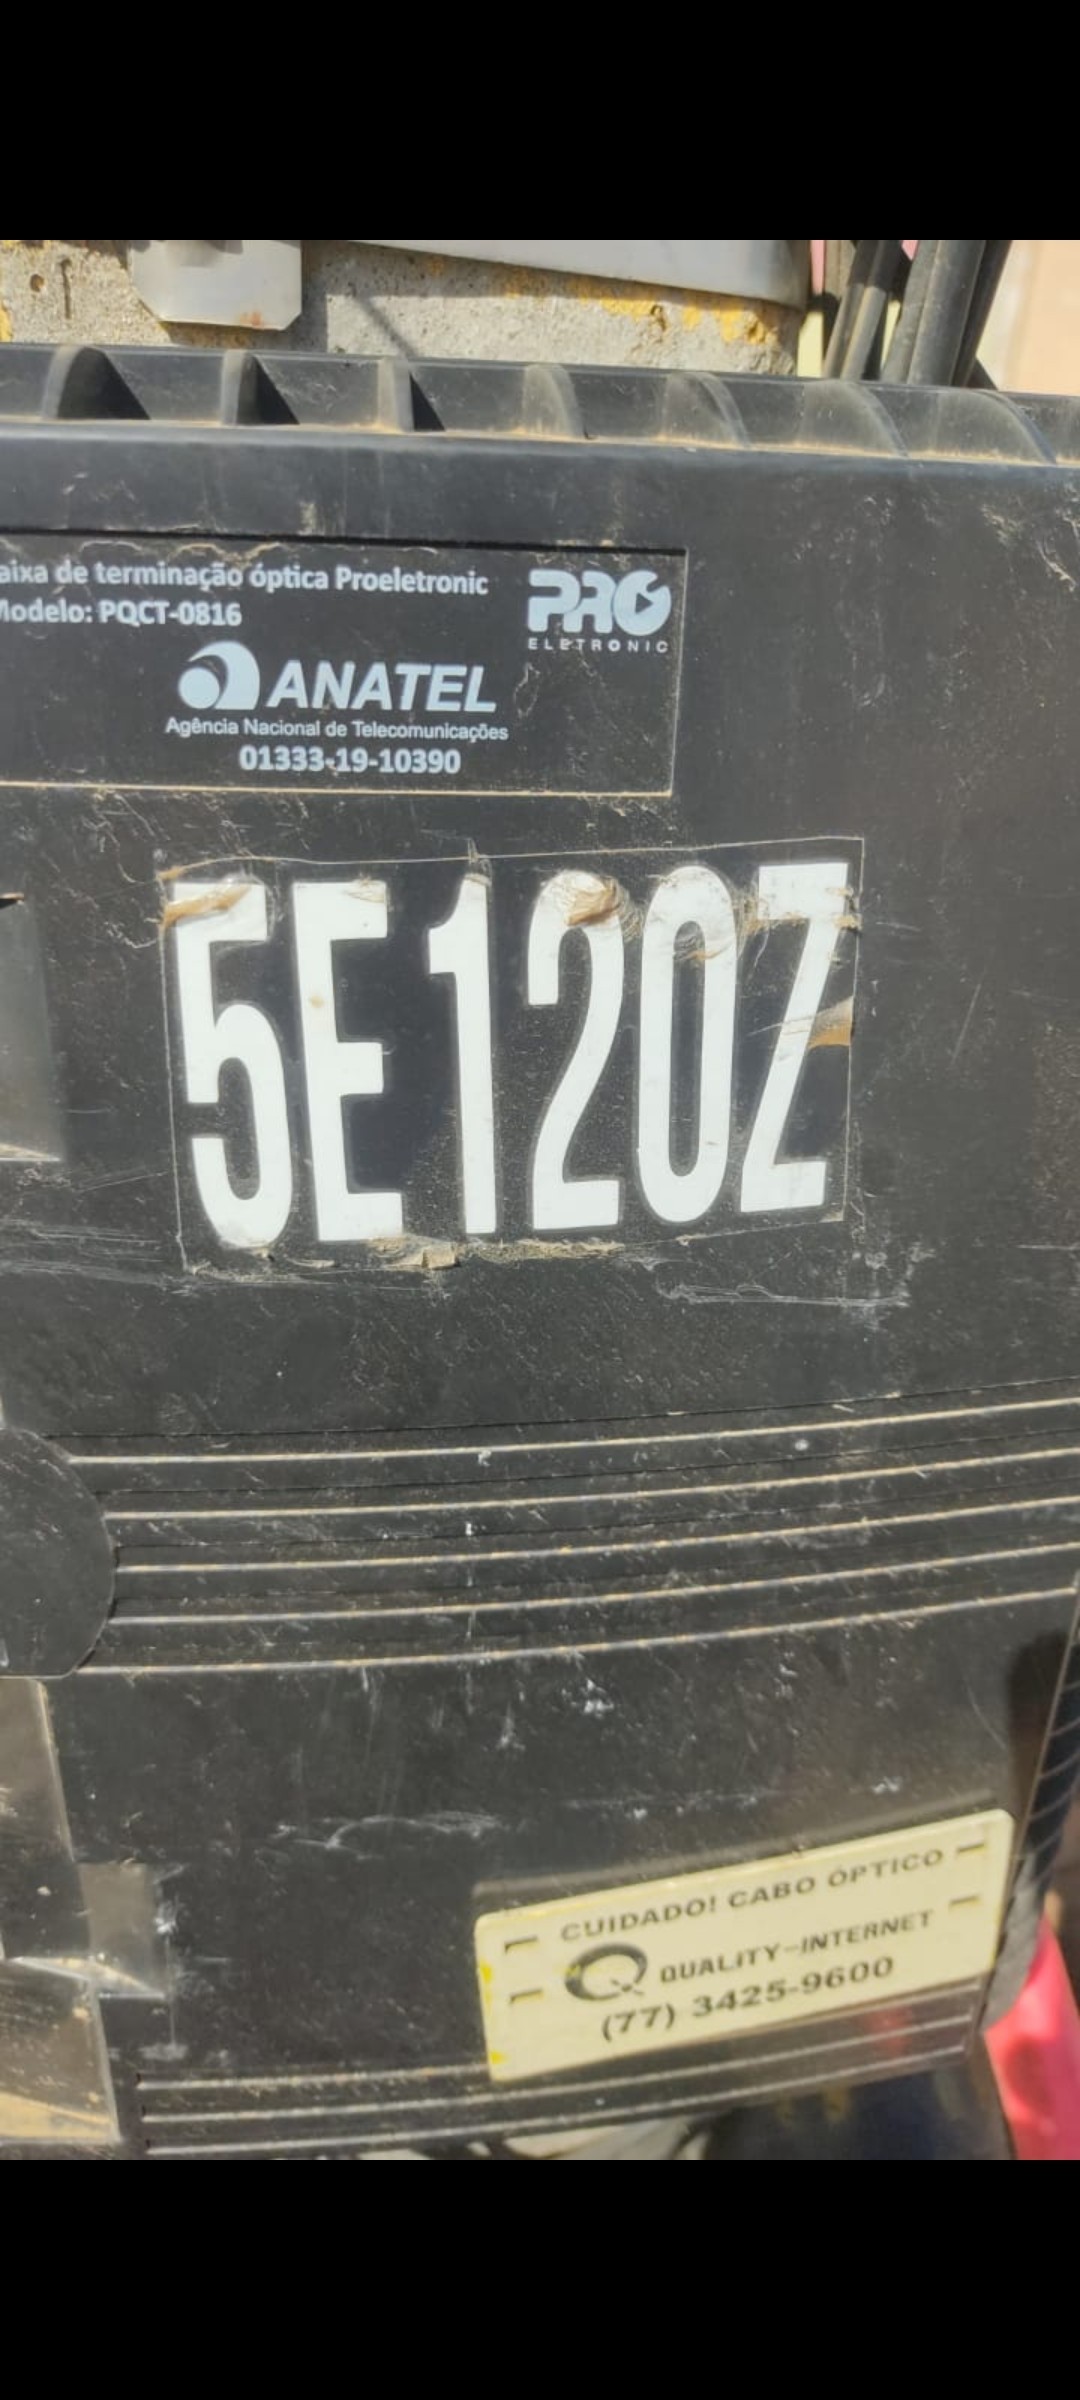 aixa de terminação óptica Proeletronic
Modelo: PQCT-0816
PRO
ELETRONIC
ANATEL
Agência Nacional de Telecomunicações
01333-19-10390
5E120Z
CUIDADO! CABO ÓPTICO
QUALITY-INTERNET
(77) 3425-9600